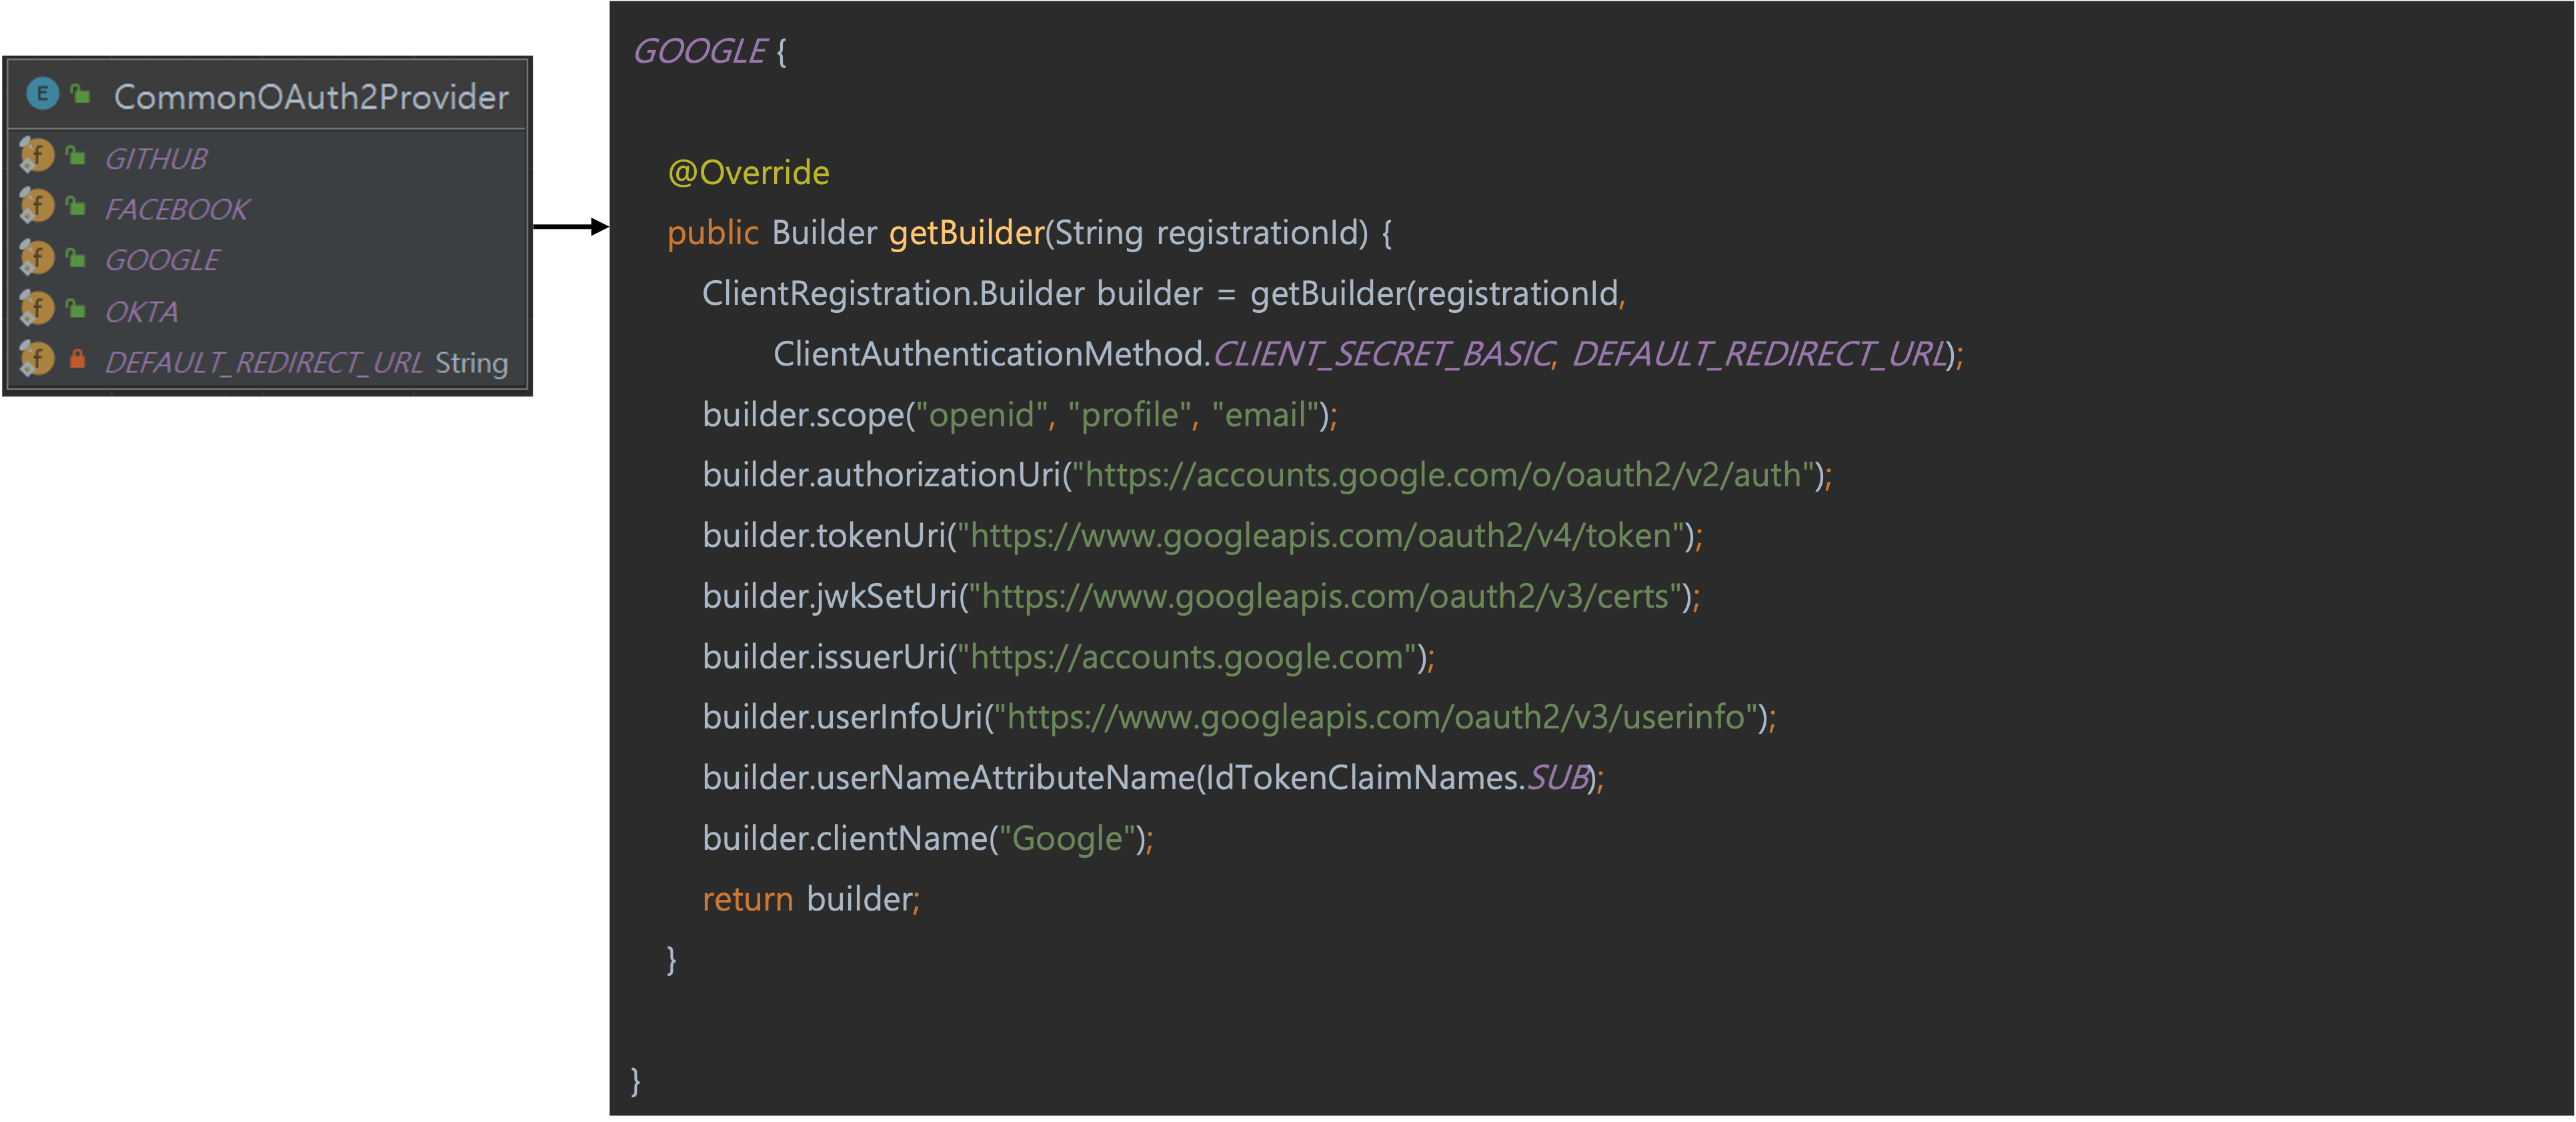 E CommonOAuth2Provider
f GITHUB
f FACEBOOK
f GOOGLE
f OKTA
f DEFAULT_REDIRECT_URL String
GOOGLE {
@Override
public Builder getBuilder(String registrationId) {
ClientRegistration.Builder builder = getBuilder(registrationId,
ClientAuthenticationMethod.CLIENT_SECRET_BASIC, DEFAULT_REDIRECT_URL);
builder.scope("openid", "profile", "email");
builder.authorizationUri("https://accounts.google.com/o/oauth2/v2/auth");
builder.tokenUri("https://www.googleapis.com/oauth2/v4/token");
builder.jwkSetUri("https://www.googleapis.com/oauth2/v3/certs");
builder.issuerUri("https://accounts.google.com");
builder.userInfoUri("https://www.googleapis.com/oauth2/v3/userinfo");
builder.userNameAttributeName(IdTokenClaimNames.SUB);
builder.clientName("Google");
return builder;
}
}